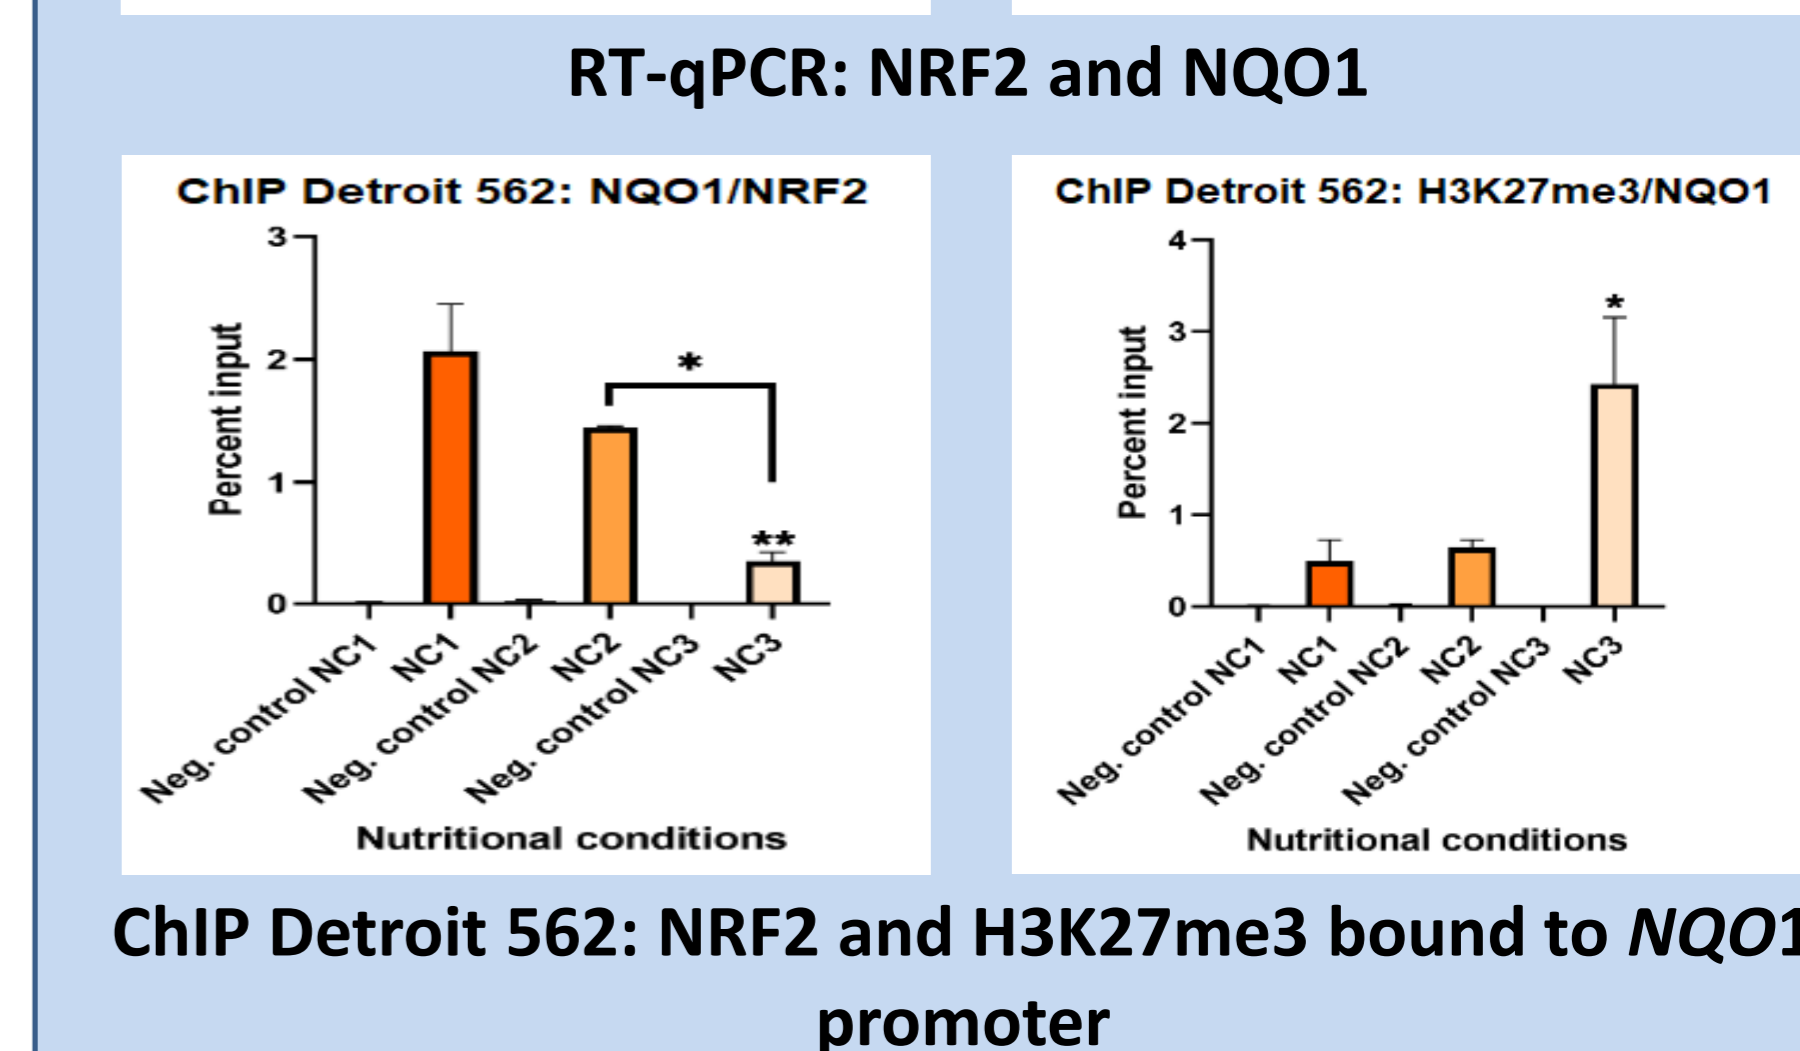 RT-qPCR: NRF2 and NQO1
ChIP Detroit 562: NQO1/NRF2
3
2
1
0
Percent input
*
**
Neg. control NC1
NC1
Neg. control NC2
NC2
Neg. control NC3
NC3
Nutritional conditions
ChIP Detroit 562: H3K27me3/NQO1
4
3
2
1
0
Percent input
*
Neg. control NC1
NC1
Neg. control NC2
NC2
Neg. control NC3
NC3
Nutritional conditions
ChIP Detroit 562: NRF2 and H3K27me3 bound to NQO1
promoter